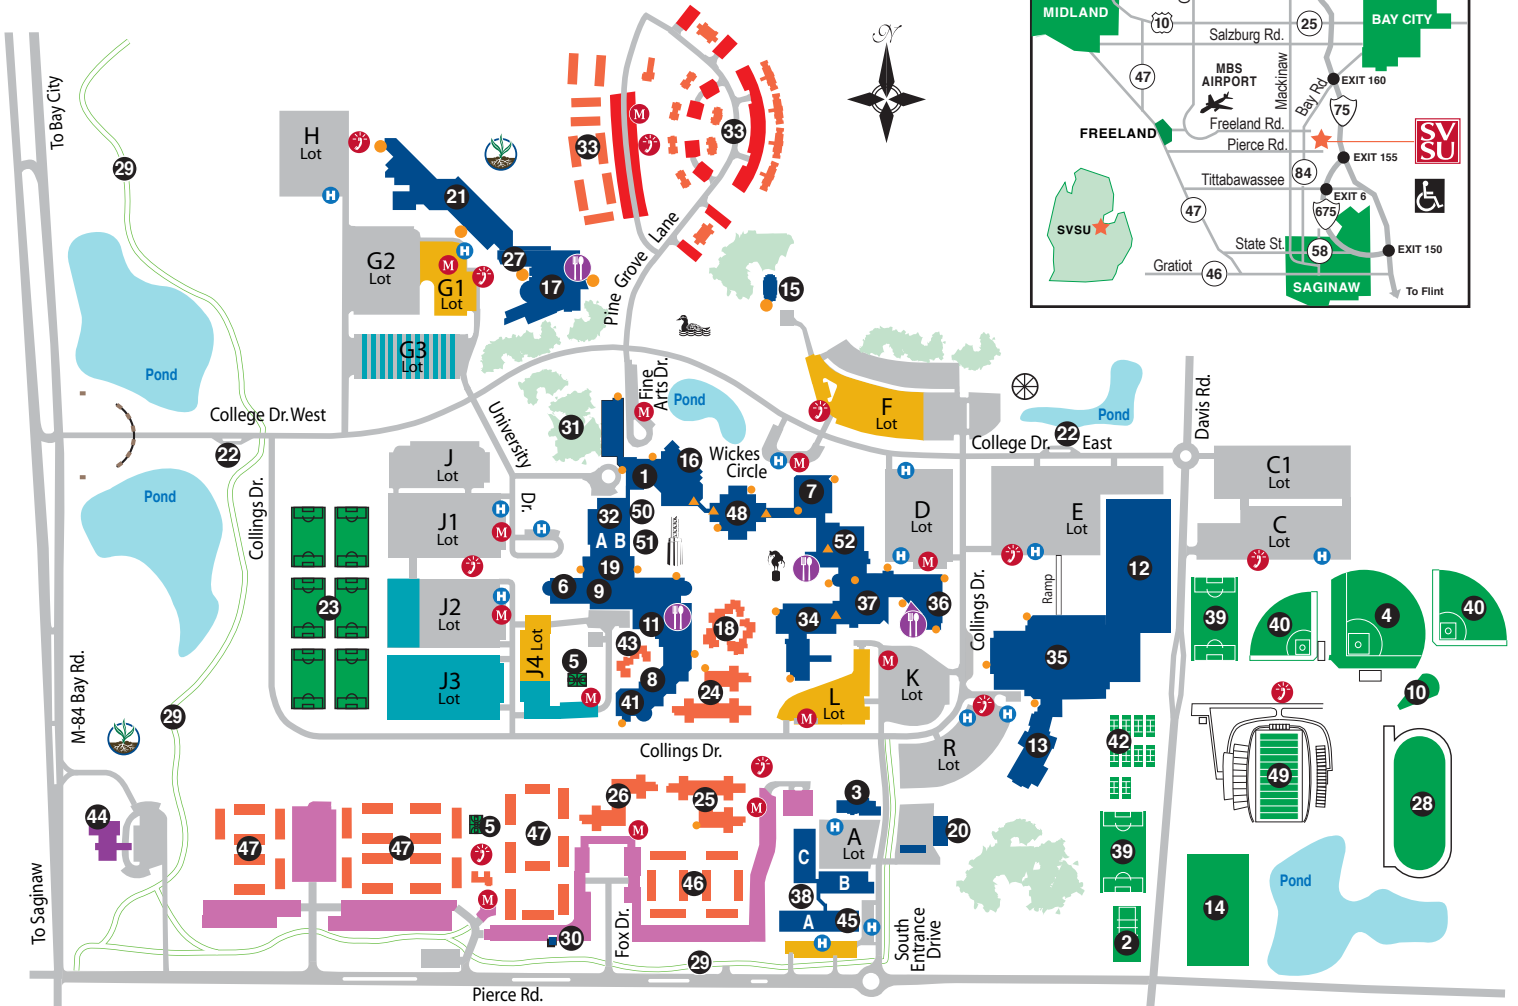 MIDLAND
10
25
BAY CITY
Salzburg Rd.
47
MBS
AIRPORT
Mackinaw
Bay Rd.
EXIT 160
75
FREELAND
Freeland Rd.
Pierce Rd.
SV
SU
EXIT 155
84
Tittabawassee
EXIT 6
47
675
SVSU
State St.
58
EXIT 150
Gratiot
46
SAGINAW
To Flint
N
To Bay City
29
H
Lot
H
21
33
M
33
G2
Lot
H
M
G1
Lot
27
17
Pine Grove Lane
15
G3
Lot
Pond
College Dr. West
22
University
Dr.
Fine
Arts Dr.
M
Pond
31
F
Lot
Pond
College Dr.
22
East
Davis Rd.
J
Lot
1
16
Wickes
Circle
H
M
7
H
D
Lot
E
Lot
C1
Lot
C
Lot
H
Pond
Collings Dr.
J1
Lot
H
M
H
32
50
A
B
51
48
52
H
M
H
12
19
6
9
23
J2
Lot
H
M
11
18
34
37
36
Collings Dr.
Ramp
39
40
4
40
J4 Lot
43
5
8
24
41
M
J3
Lot
L
Lot
M
M
K
Lot
35
H
H
10
M-84 Bay Rd.
29
Collings Dr.
R
Lot
13
42
49
28
44
26
25
M
3
47
47
5
47
M
M
46
H
A
Lot
20
C
B
38
A
45
H
H
39
14
Pond
2
To Saginaw
30
Fox Dr.
29
South
Entrance
Drive
Pierce Rd.